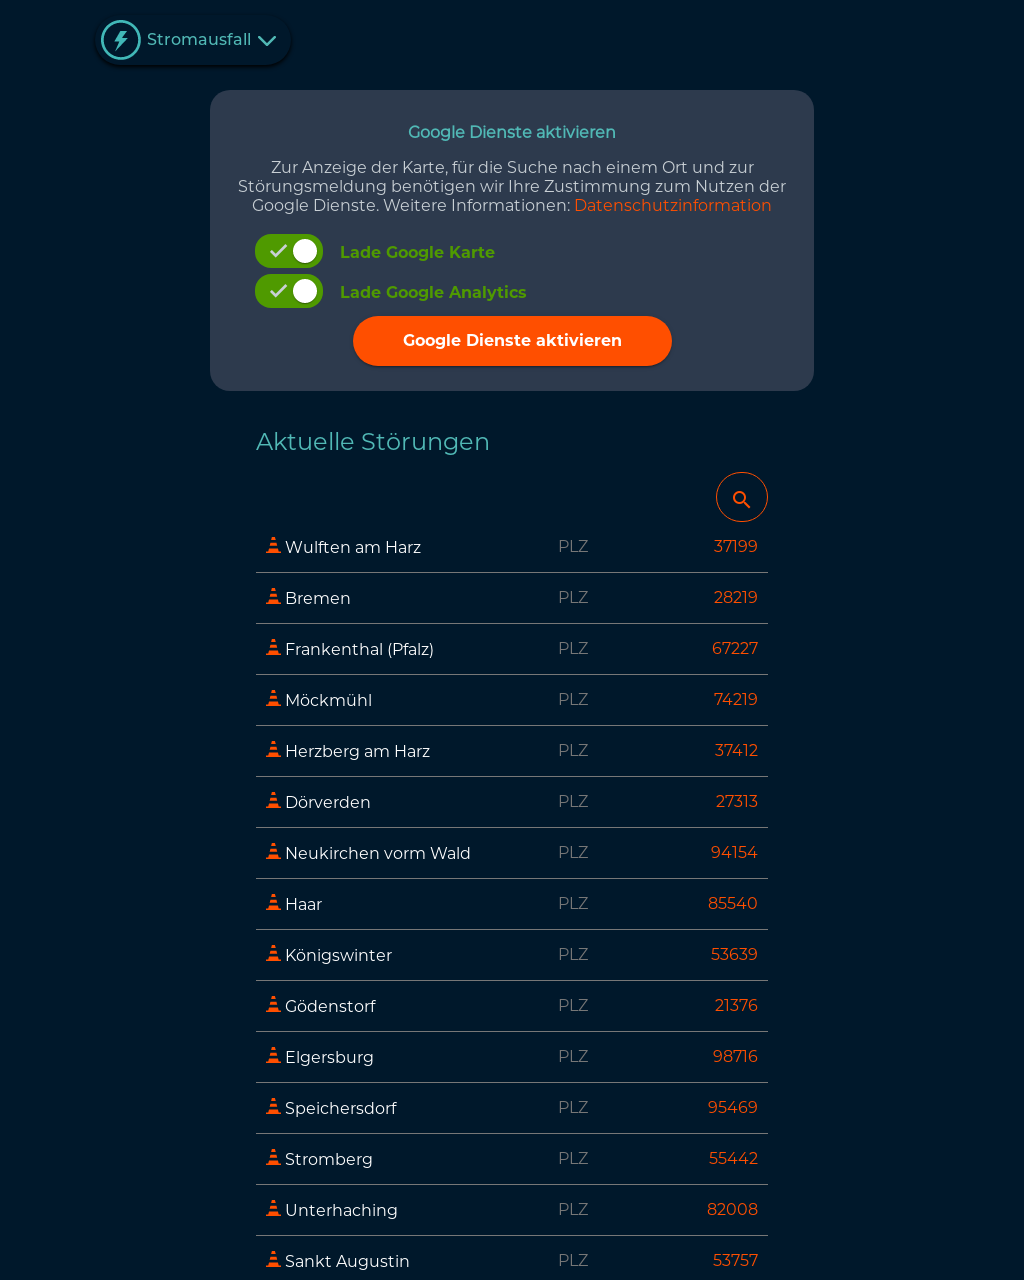 Stromausfall
Google Dienste aktivieren
Zur Anzeige der Karte, für die Suche nach einem Ort und zur
Störungsmeldung benötigen wir Ihre Zustimmung zum Nutzen der
Google Dienste. Weitere Informationen: Datenschutzinformation
Lade Google Karte
Lade Google Analytics
Google Dienste aktivieren
Aktuelle Störungen
Wulften am Harz PLZ 37199
Bremen PLZ 28219
Frankenthal (Pfalz) PLZ 67227
Möckmühl PLZ 74219
Herzberg am Harz PLZ 37412
Dörverden PLZ 27313
Neukirchen vorm Wald PLZ 94154
Haar PLZ 85540
Königswinter PLZ 53639
Gödenstorf PLZ 21376
Elgersburg PLZ 98716
Speichersdorf PLZ 95469
Stromberg PLZ 55442
Unterhaching PLZ 82008
Sankt Augustin PLZ 53757